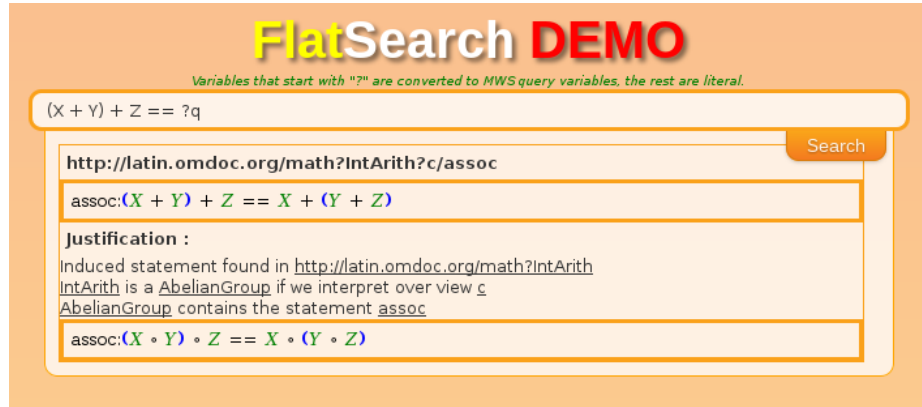 FlatSearch DEMO
Variables that start with "?" are converted to MWS query variables, the rest are literal.
(X + Y) + Z == ?q
Search
http://latin.omdoc.org/math?IntArith?c/assoc
assoc:(X + Y) + Z == X + (Y + Z)
Justification :
Induced statement found in http://latin.omdoc.org/math?IntArith
IntArith is a AbelianGroup if we interpret over view c
AbelianGroup contains the statement assoc
assoc:(X ∘ Y) ∘ Z == X ∘ (Y ∘ Z)